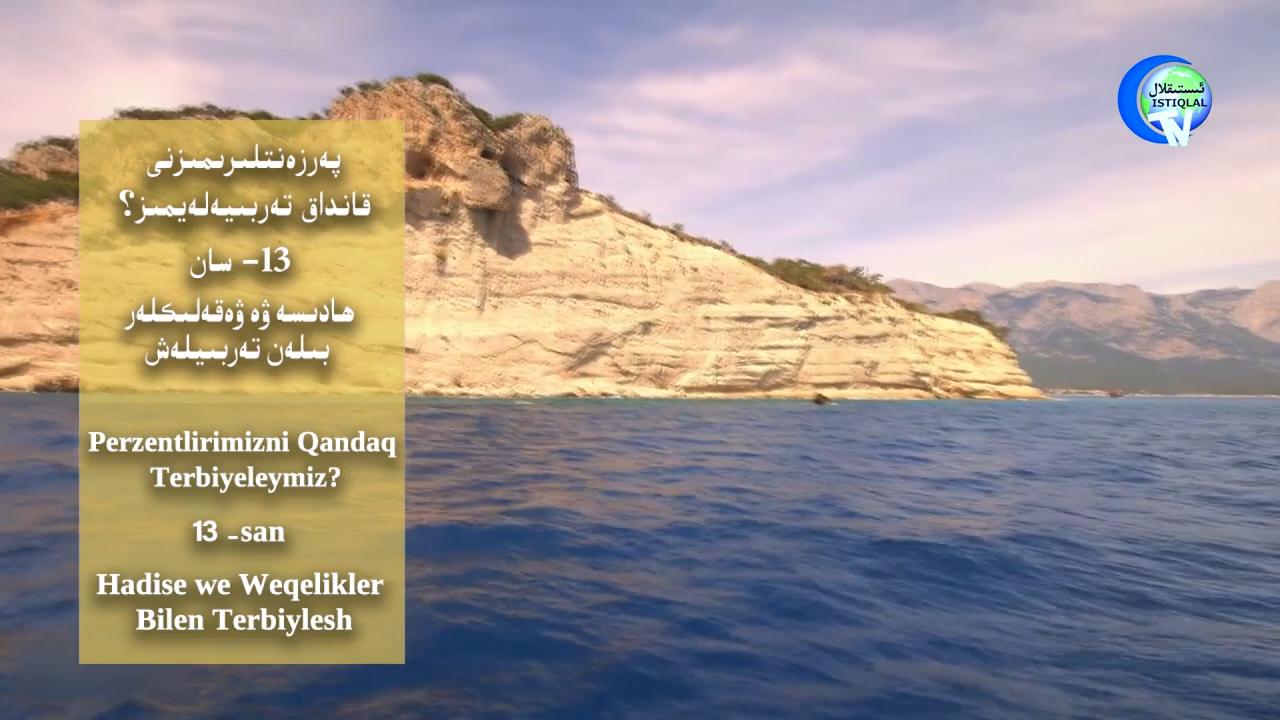 پەرزەنتلىرىمىزنى
قانداق تەربىيەلەيمىز؟
13- سان
ھادىسە ۋە ۋەقەلىكلەر
بىلەن تەربىيلەش
Perzentlirimizni Qandaq
Terbiyeleymiz?
13 -san
Hadise we Weqelikler
Bilen Terbiylesh
ئىستىقلال
ISTIQLAL
TV